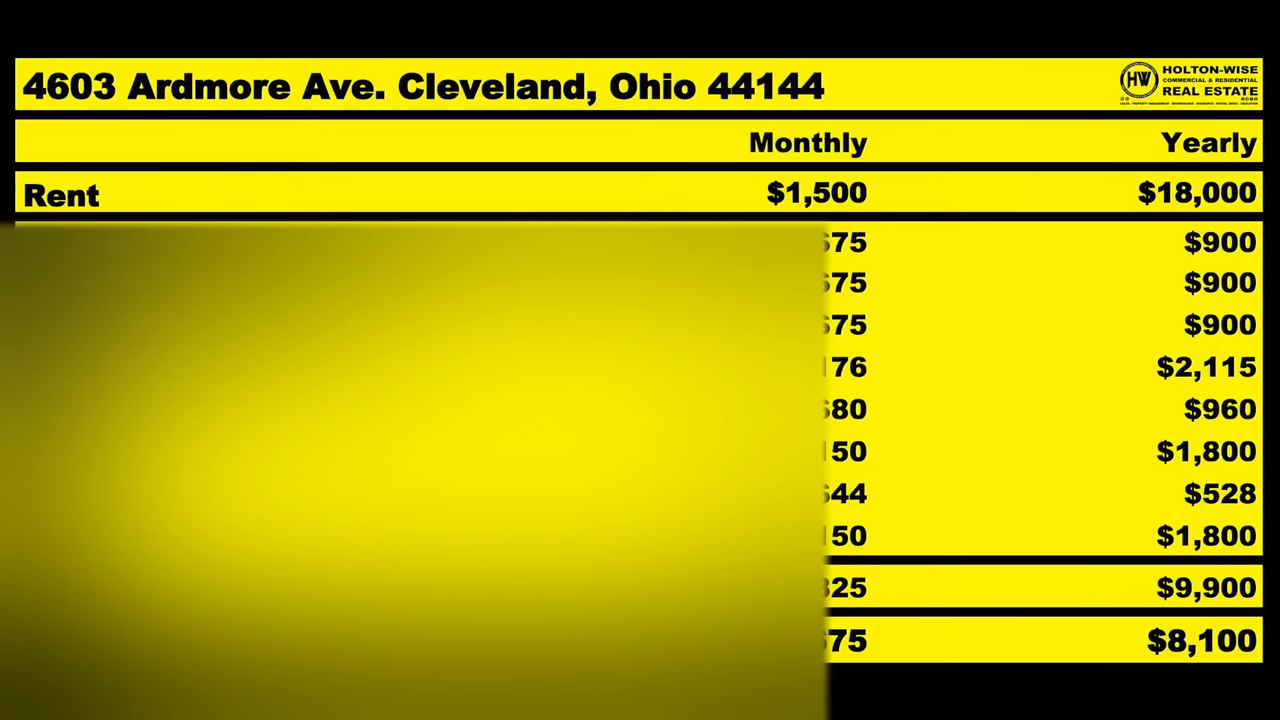 4603 Ardmore Ave. Cleveland, Ohio 44144
HW
HOLTON-WISE
COMMERCIAL & RESIDENTIAL
REAL ESTATE
Monthly Yearly
Rent $1,500 $18,000
$75 $900
$75 $900
$75 $900
76 $2,115
$80 $960
50 $1,800
$44 $528
50 $1,800
25 $9,900
75 $8,100